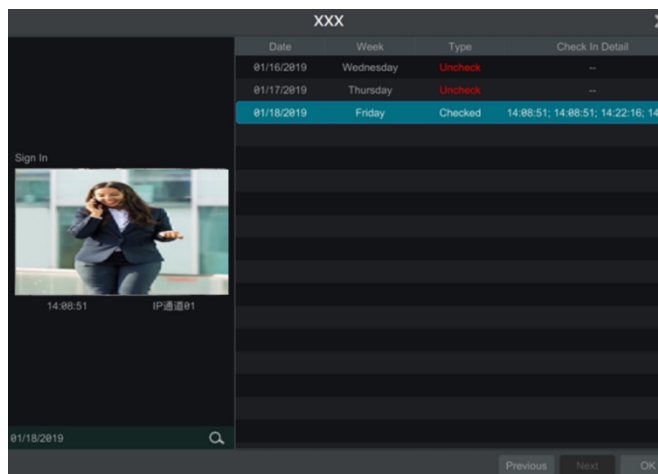 XXX
Date Week Type Check In Detail
01/16/2019 Wednesday Uncheck --
01/17/2019 Thursday Uncheck --
01/18/2019 Friday Checked 14:08:51; 14:08:51; 14:22:16; 14
Sign In
14:08:51 IP通道01
01/18/2019
Previous Next OK